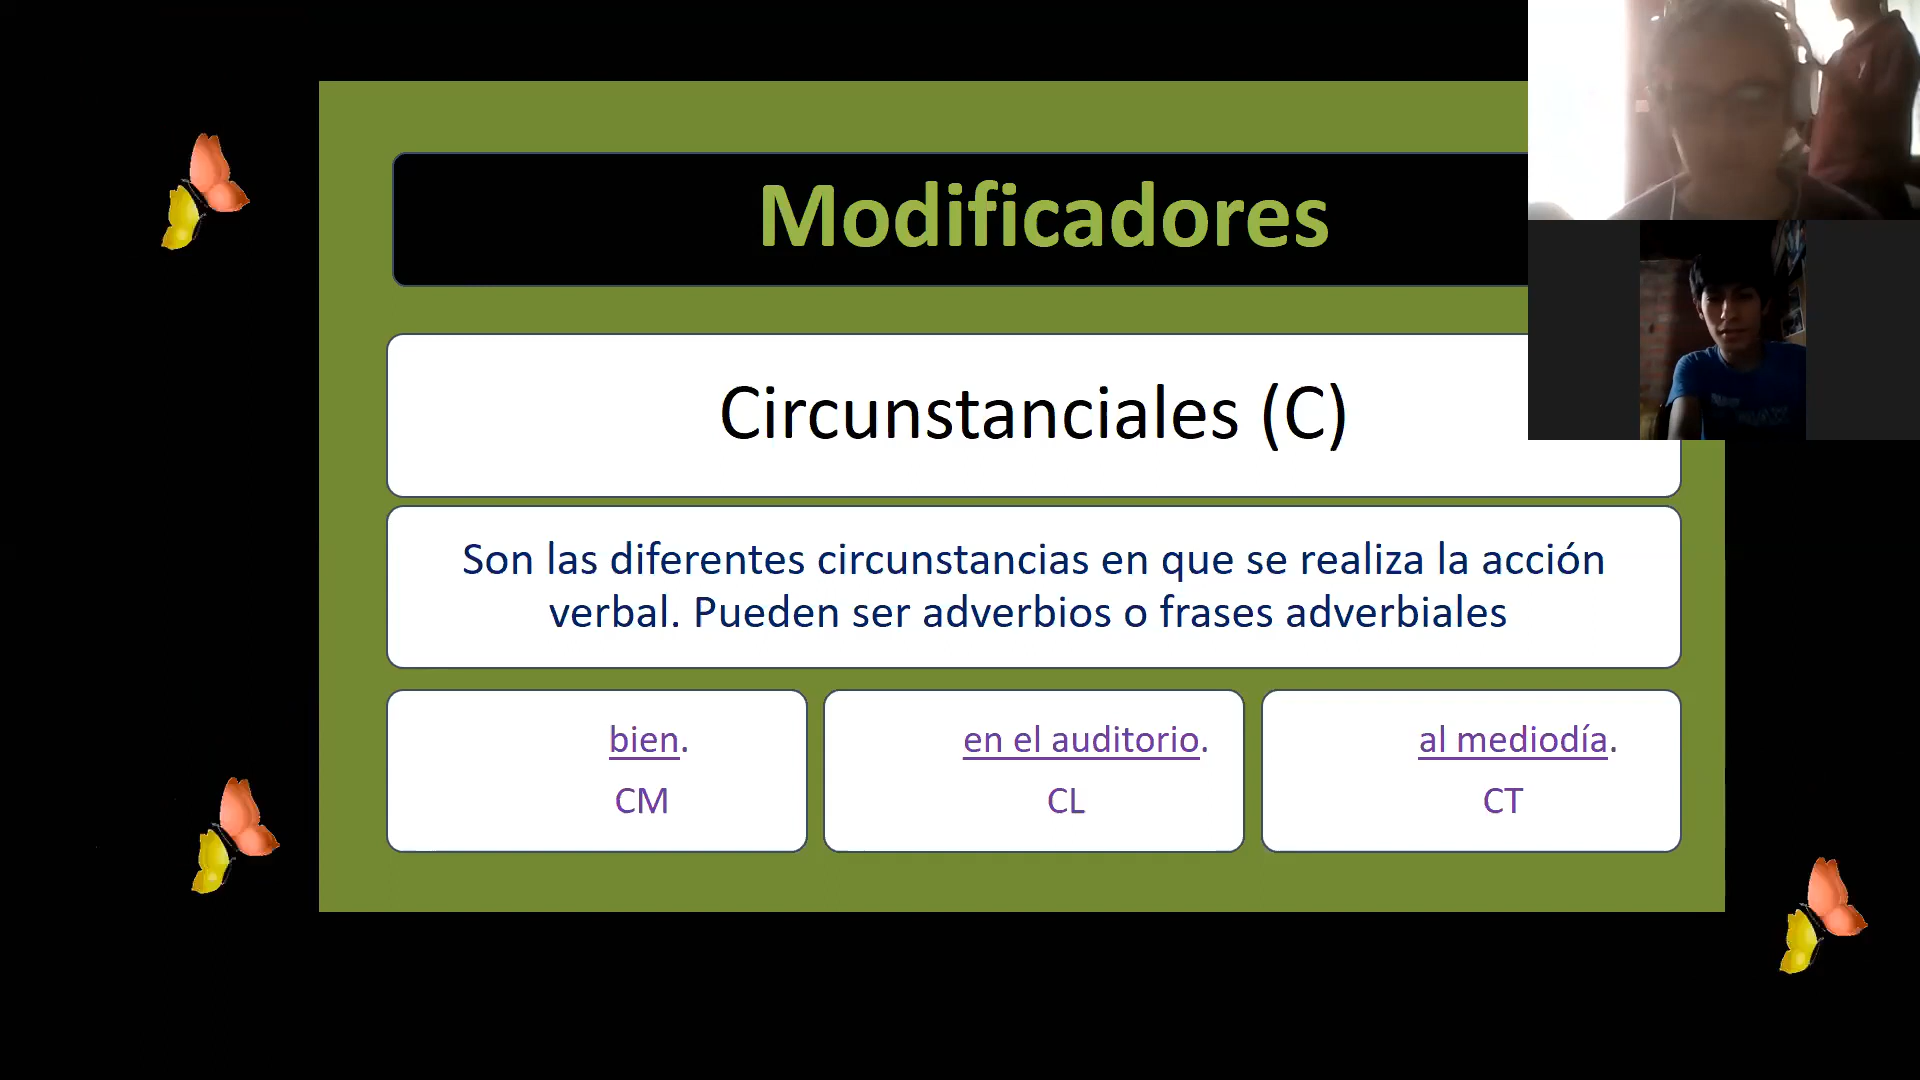 Modificadores
Circunstanciales (C)
Son las diferentes circunstancias en que se realiza la acción
verbal. Pueden ser adverbios o frases adverbiales
bien.
CM
en el auditorio.
CL
al mediodía.
CT